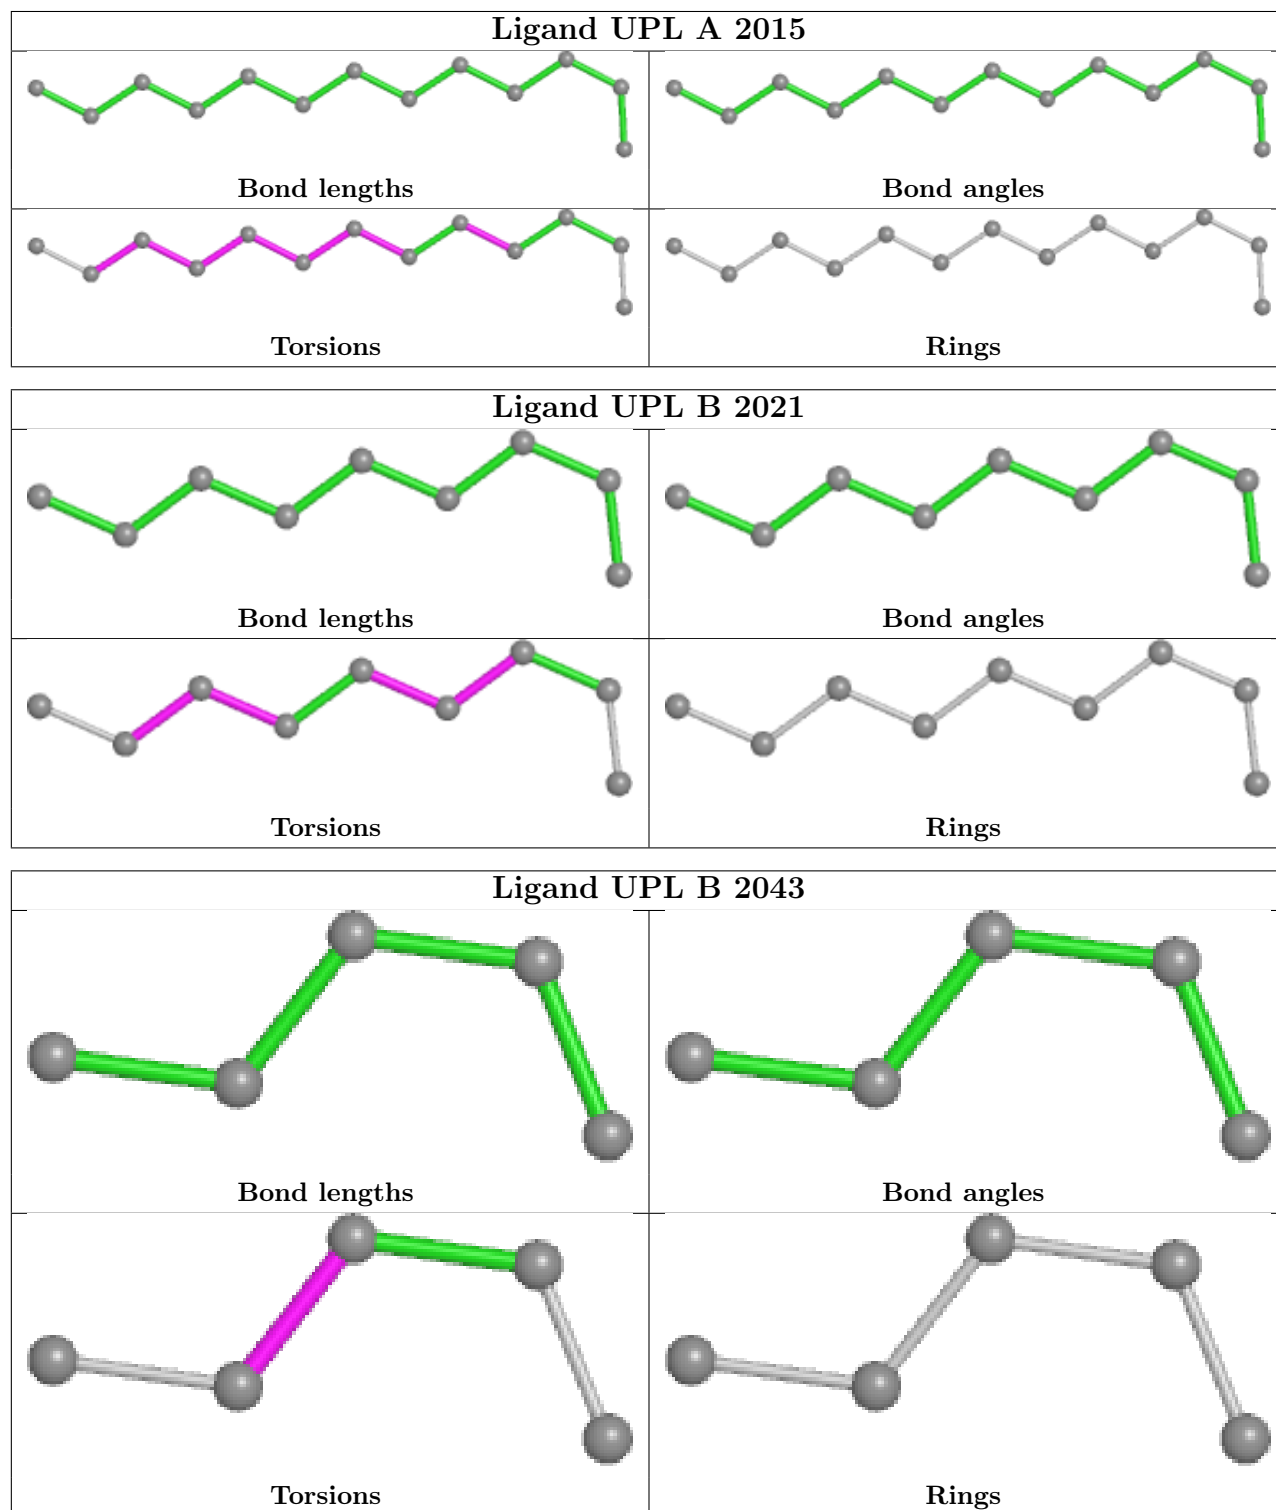 Ligand UPL A 2015
Bond lengths
Bond angles
Torsions
Rings
Ligand UPL B 2021
Bond lengths
Bond angles
Torsions
Rings
Ligand UPL B 2043
Bond lengths
Bond angles
Torsions
Rings